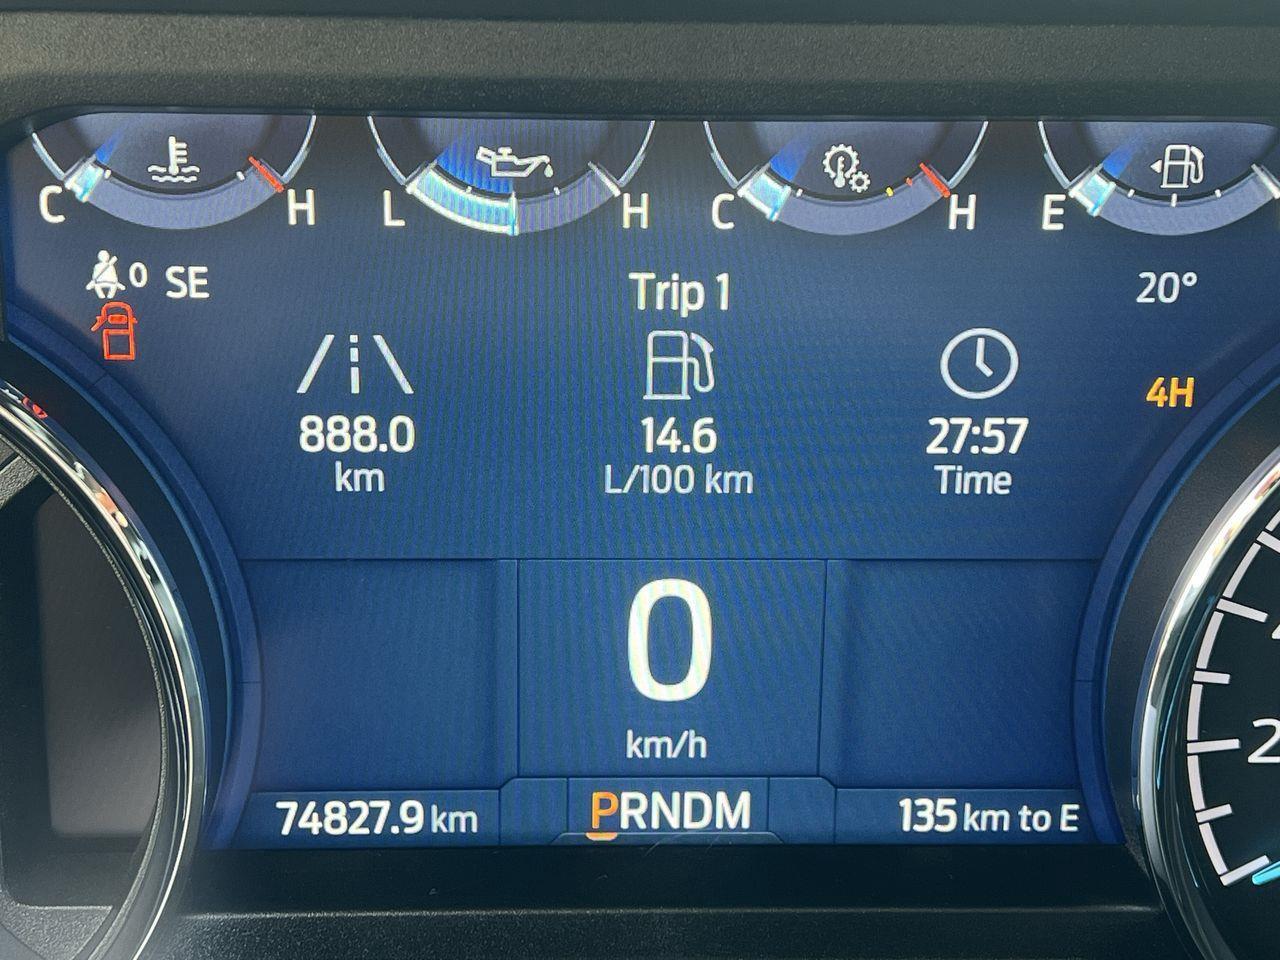 C H L H C H E
0 SE
Trip 1
20°
4H
888.0
km
14.6
L/100 km
27:57
Time
0
km/h
74827.9 km
PRNDM
135 km to E
2